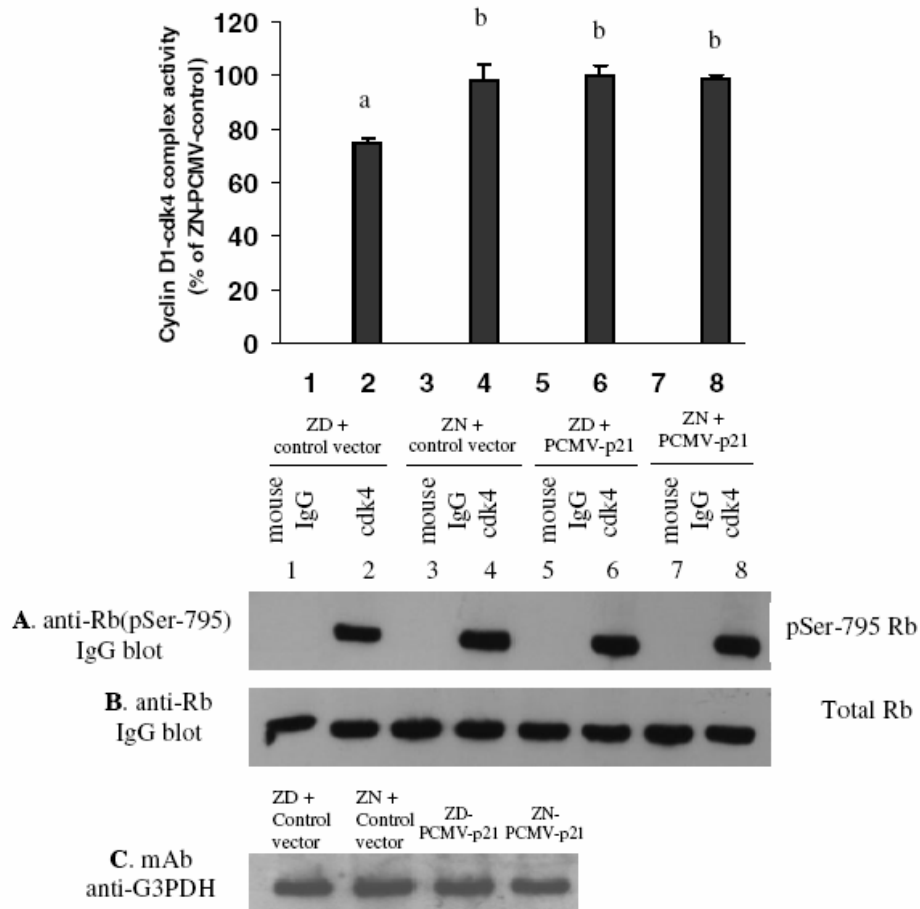 Cyclin D1-cdk4 complex activity
(% of ZN-PCMV-control)
120
100
80
60
40
20
0
a
b
b
b
1 2 3 4 5 6 7 8
ZD +
control vector
ZN +
control vector
ZD +
PCMV-p21
ZN +
PCMV-p21
mouse
IgG
cdk4
mouse
IgG
cdk4
mouse
IgG
cdk4
mouse
IgG
cdk4
1 2 3 4 5 6 7 8
A. anti-Rb(pSer-795)
IgG blot
pSer-795 Rb
B. anti-Rb
IgG blot
Total Rb
ZD +
Control
vector
ZN +
Control
vector
ZD-
PCMV-p21
ZN-
PCMV-p21
C. mAb
anti-G3PDH